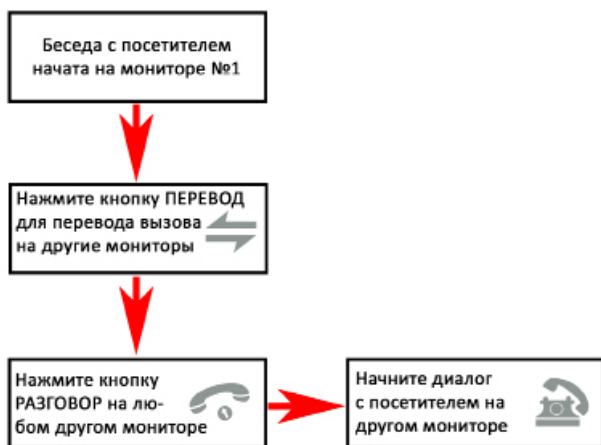 Беседа с посетителем
начата на мониторе №1
Нажмите кнопку ПЕРЕВОД
для перевода вызова
на другие мониторы
Нажмите кнопку
РАЗГОВОР на лю-
бом другом мониторе
Начните диалог
с посетителем на
другом мониторе